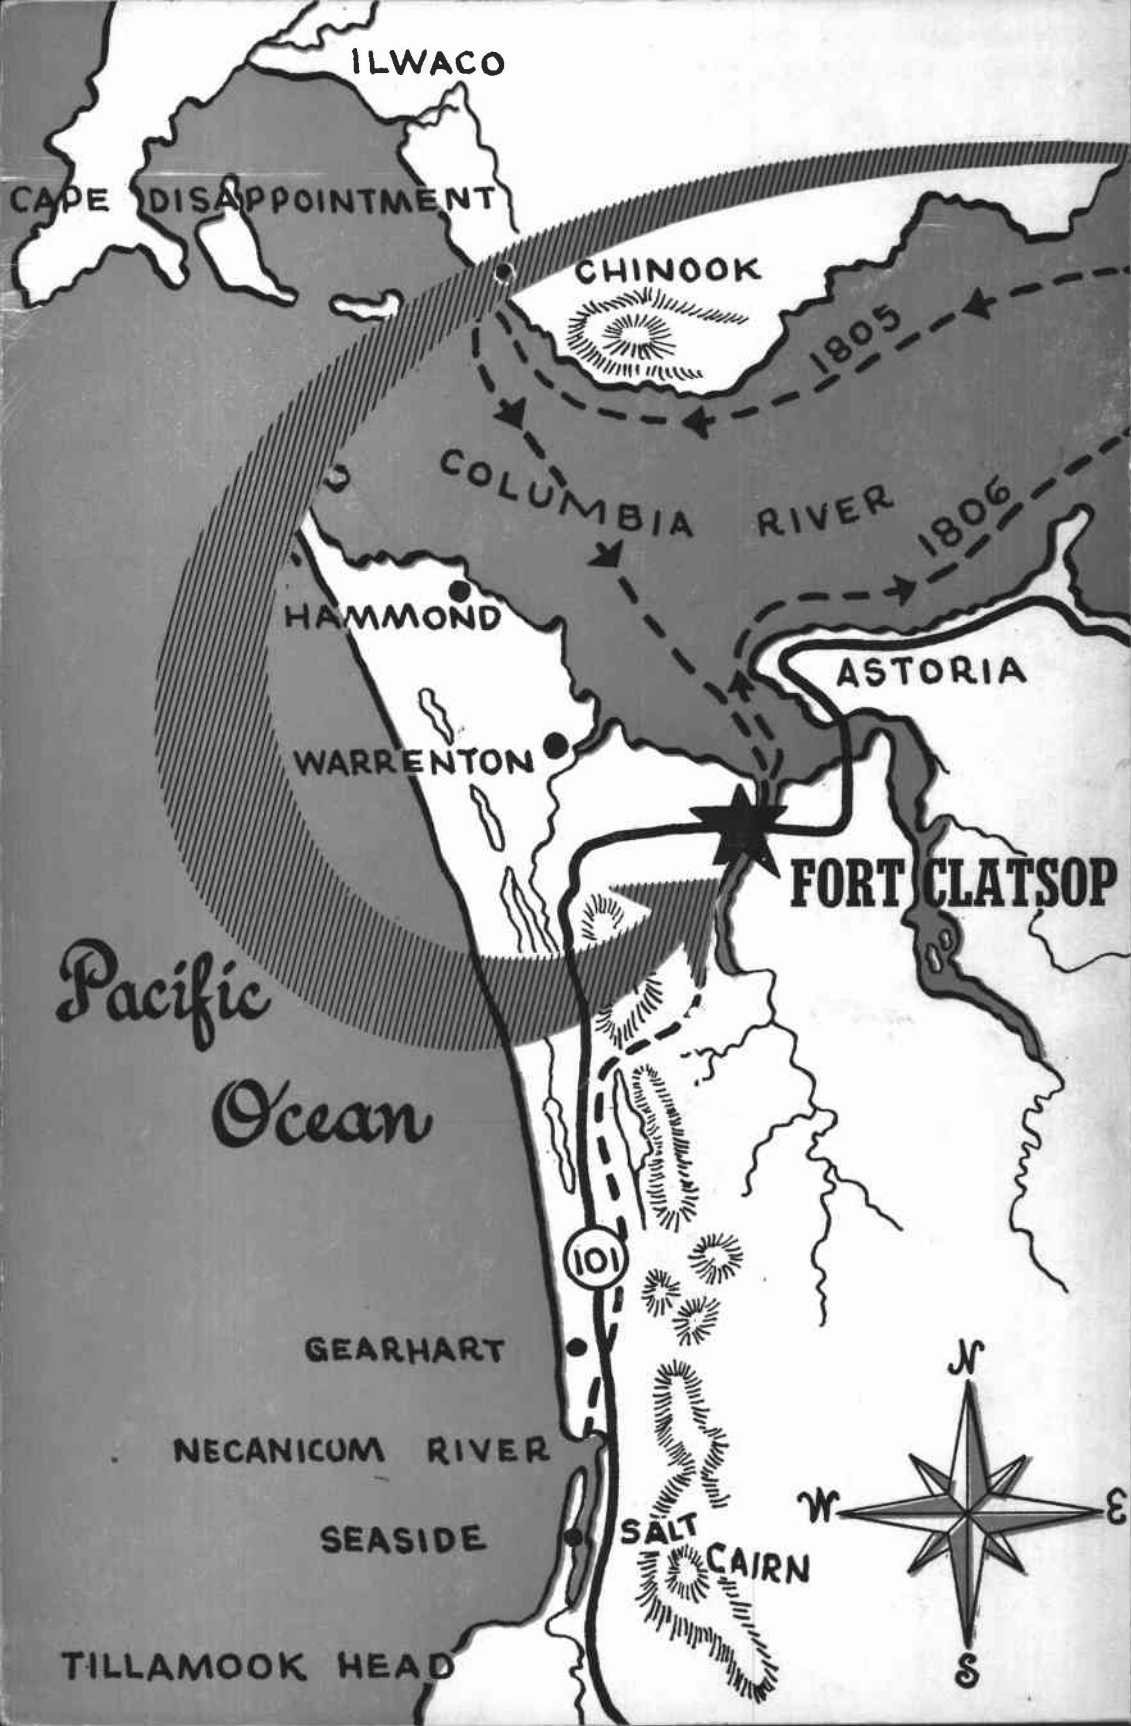 ILWACO
CAPE DISAPPOINTMENT
CHINOOK
1805
COLUMBIA RIVER
1806
HAMMOND
ASTORIA
WARRENTON
FORT CLATSOP
Pacific
Ocean
101
GEARHART
N
NECANICUM RIVER
W
E
SEASIDE
SALT
CAIRN
TILLAMOOK HEAD
S